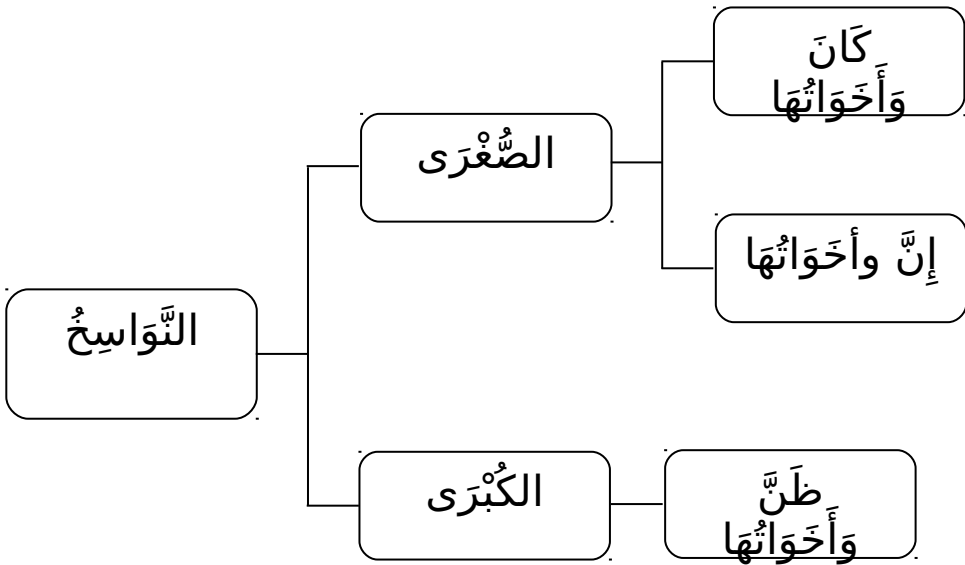 النَّوَاسِخُ
الصُّغْرَى
كَانَ
وَأَخَوَاتُهَا
إِنَّ وأخَوَاتُهَا
الكُبْرَى
ظَنَّ
وَأَخَوَاتُهَا